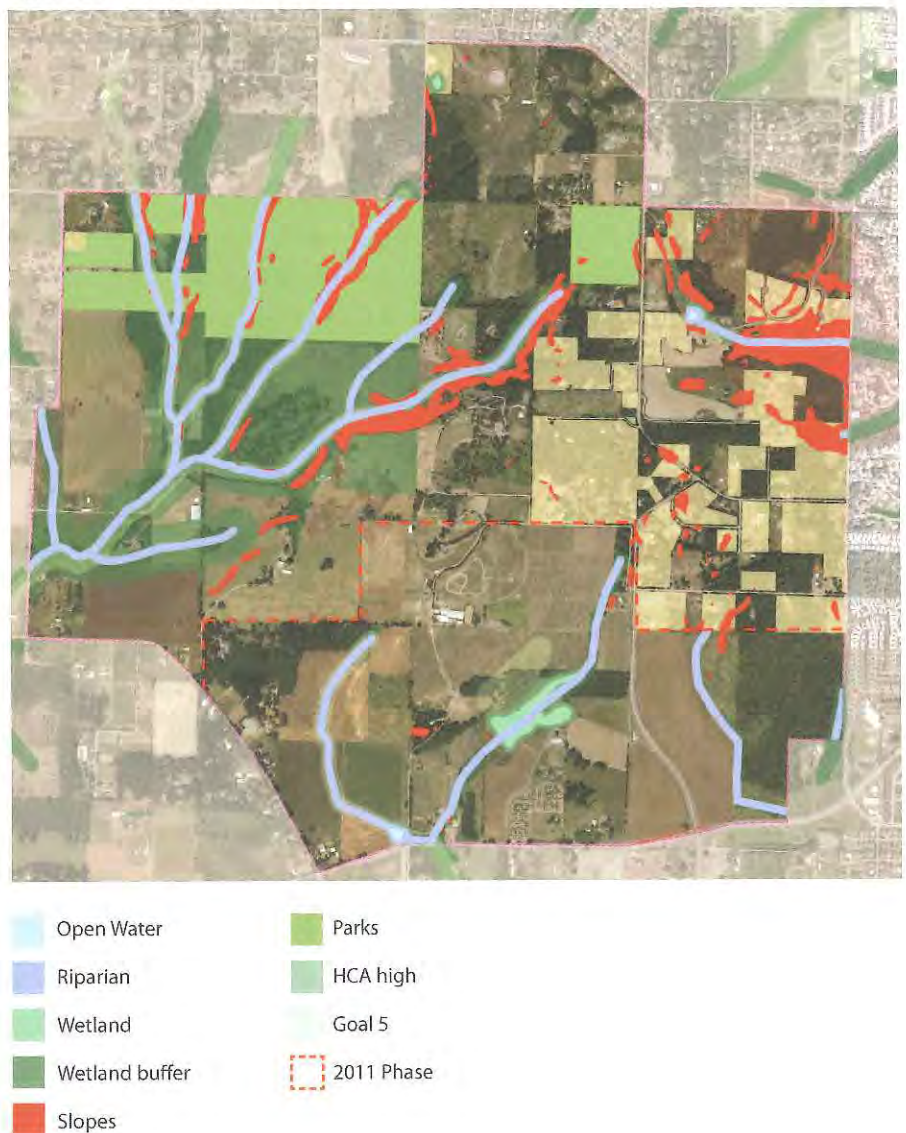 Open Water
Riparian
Wetland
Wetland buffer
Slopes
Parks
HCA high
Goal 5
2011 Phase